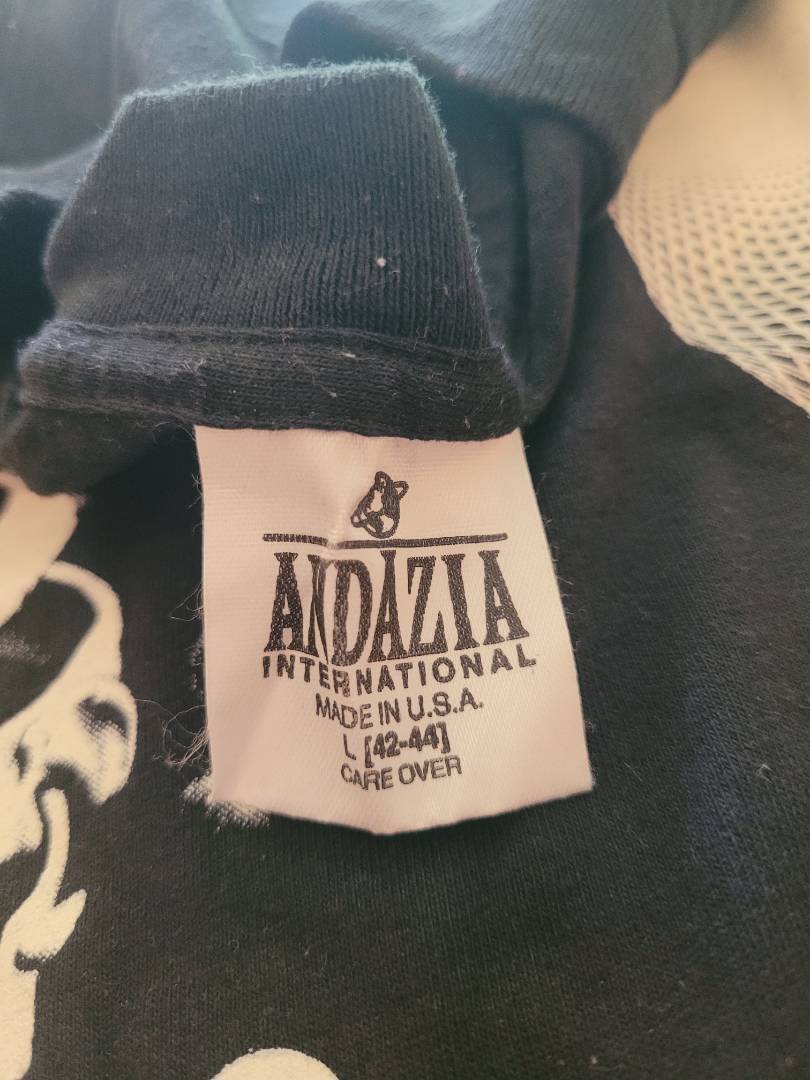 ANDAZIA
INTERNATIONAL
MADE IN U.S.A.
L [42-44]
CARE OVER